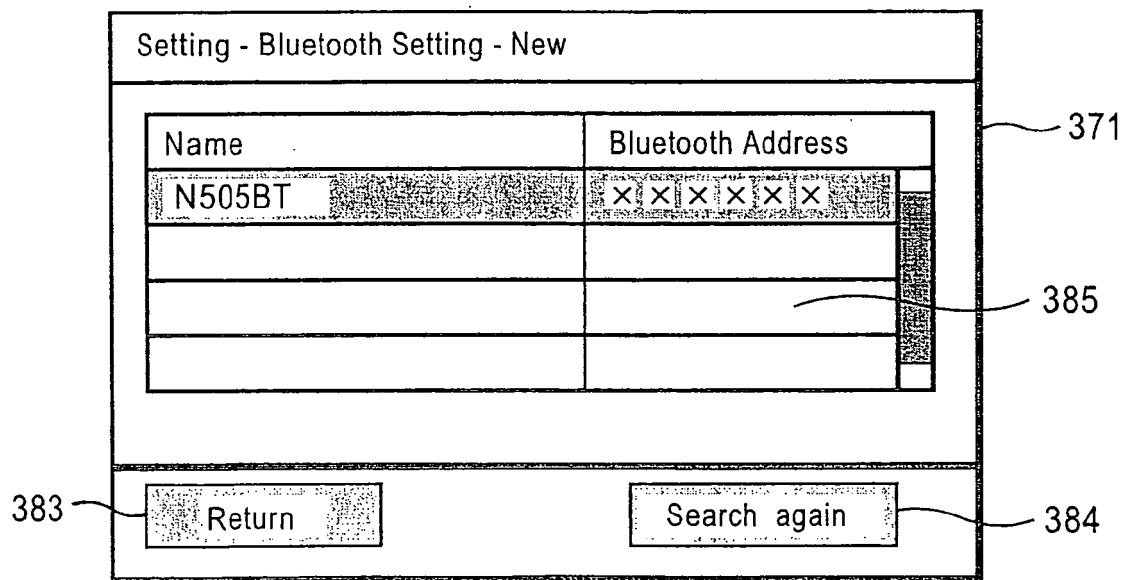 Setting - Bluetooth Setting - New
371
Name Bluetooth Address
N505BT ××××××
385
383
Return Search again
384